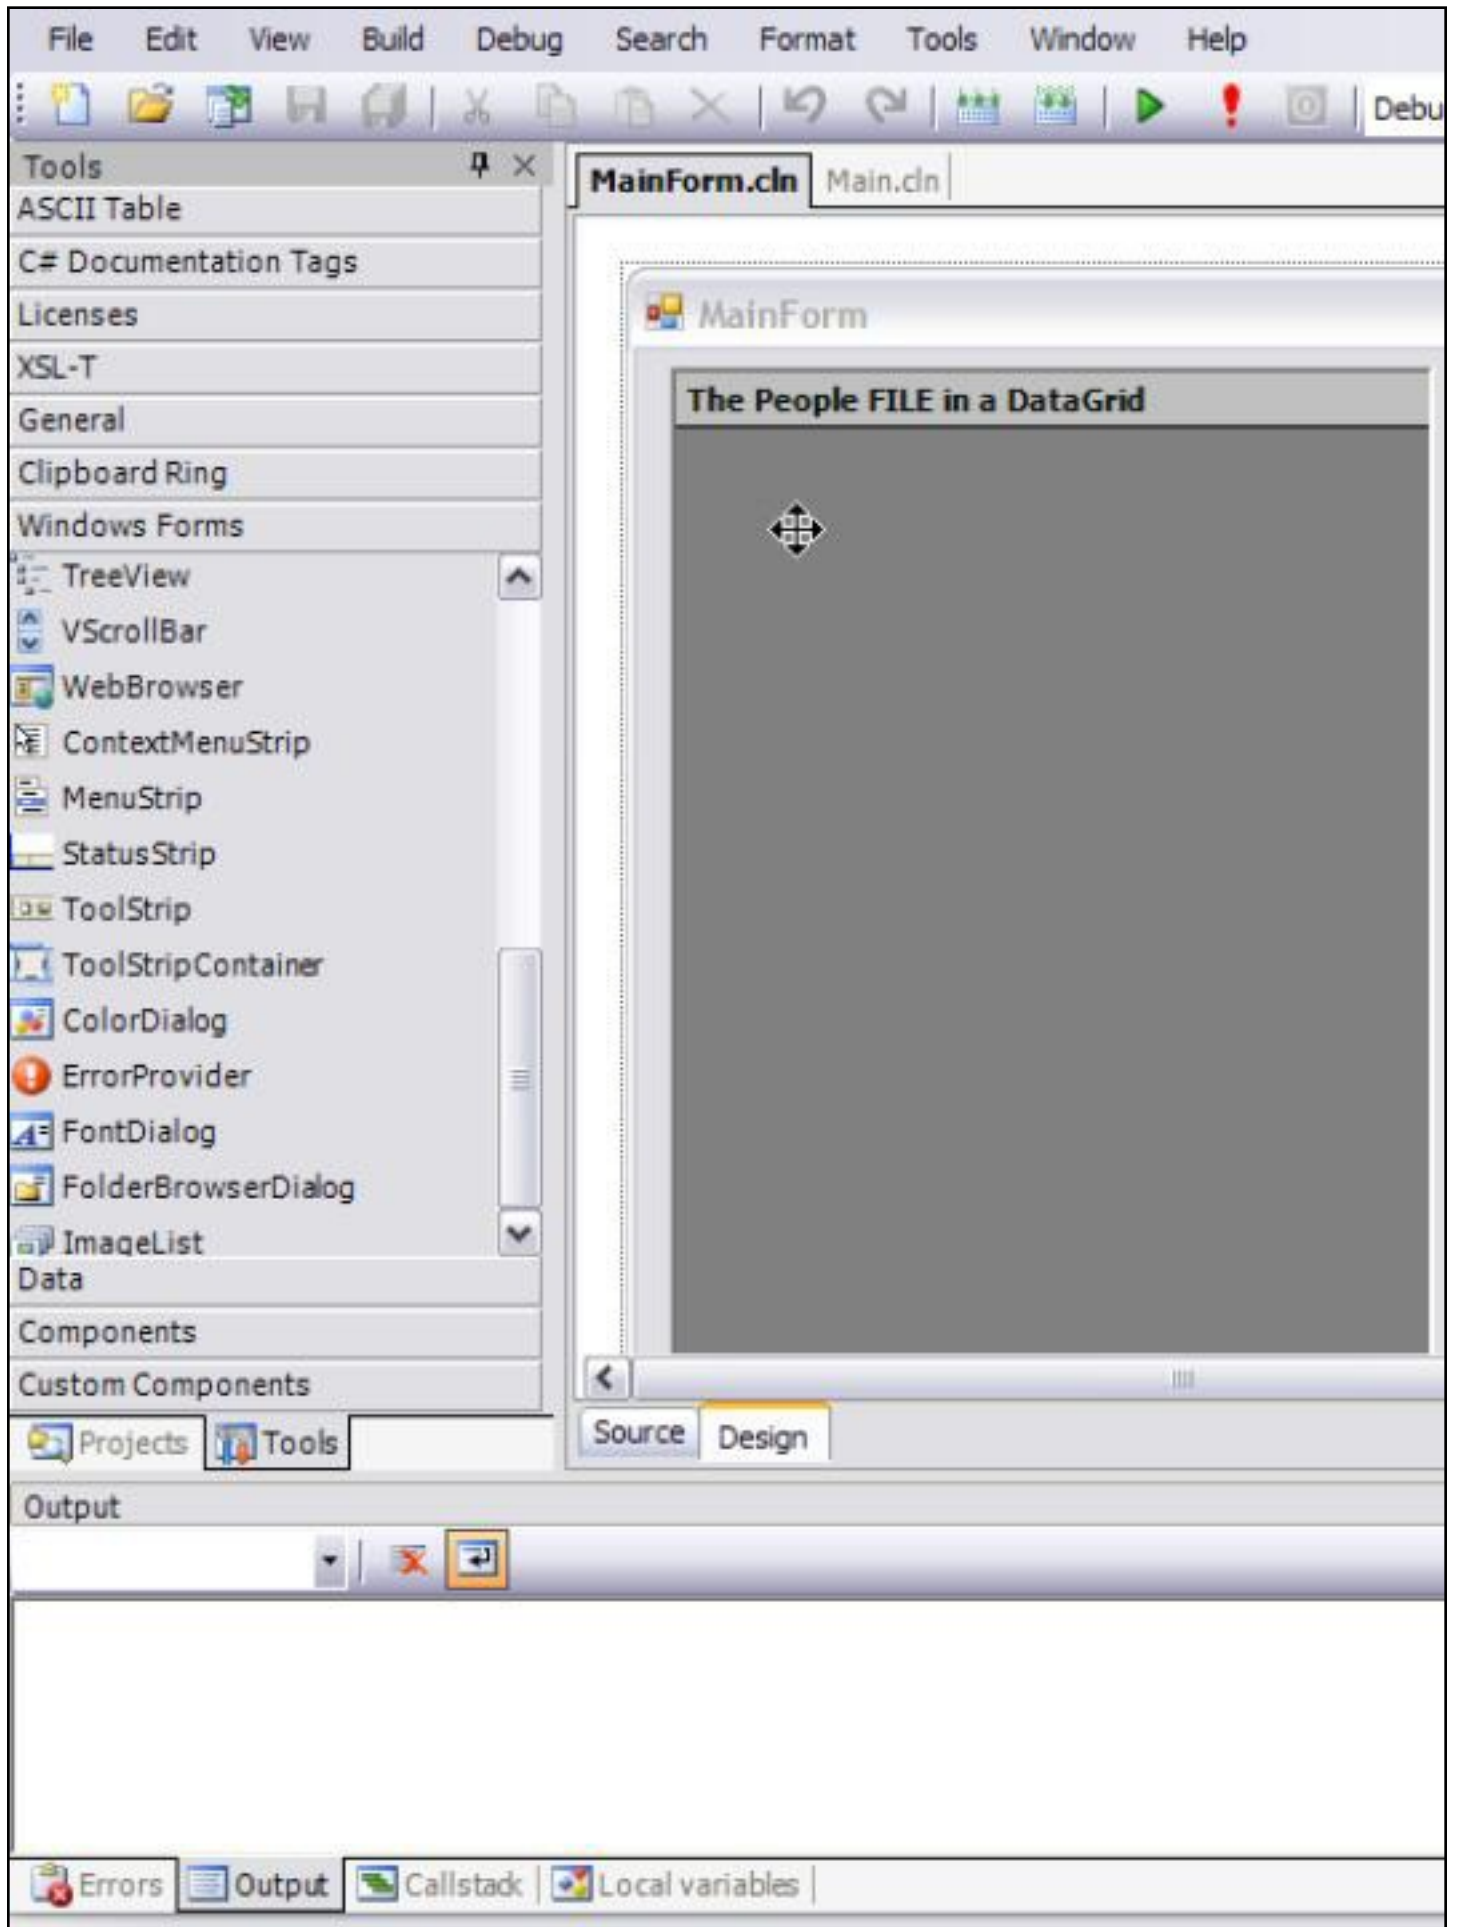 File Edit View Build Debug Search Format Tools Window Help
Debu
Tools
MainForm.cln Main.cln
ASCII Table
C# Documentation Tags
Licenses
XSL-T
General
Clipboard Ring
Windows Forms
TreeView
VScrollBar
WebBrowser
ContextMenuStrip
MenuStrip
StatusStrip
ToolStrip
ToolStripContainer
ColorDialog
ErrorProvider
FontDialog
FolderBrowserDialog
ImageList
Data
Components
Custom Components
Projects Tools
MainForm
The People FILE in a DataGrid
Source Design
Output
Errors Output Callstack Local variables